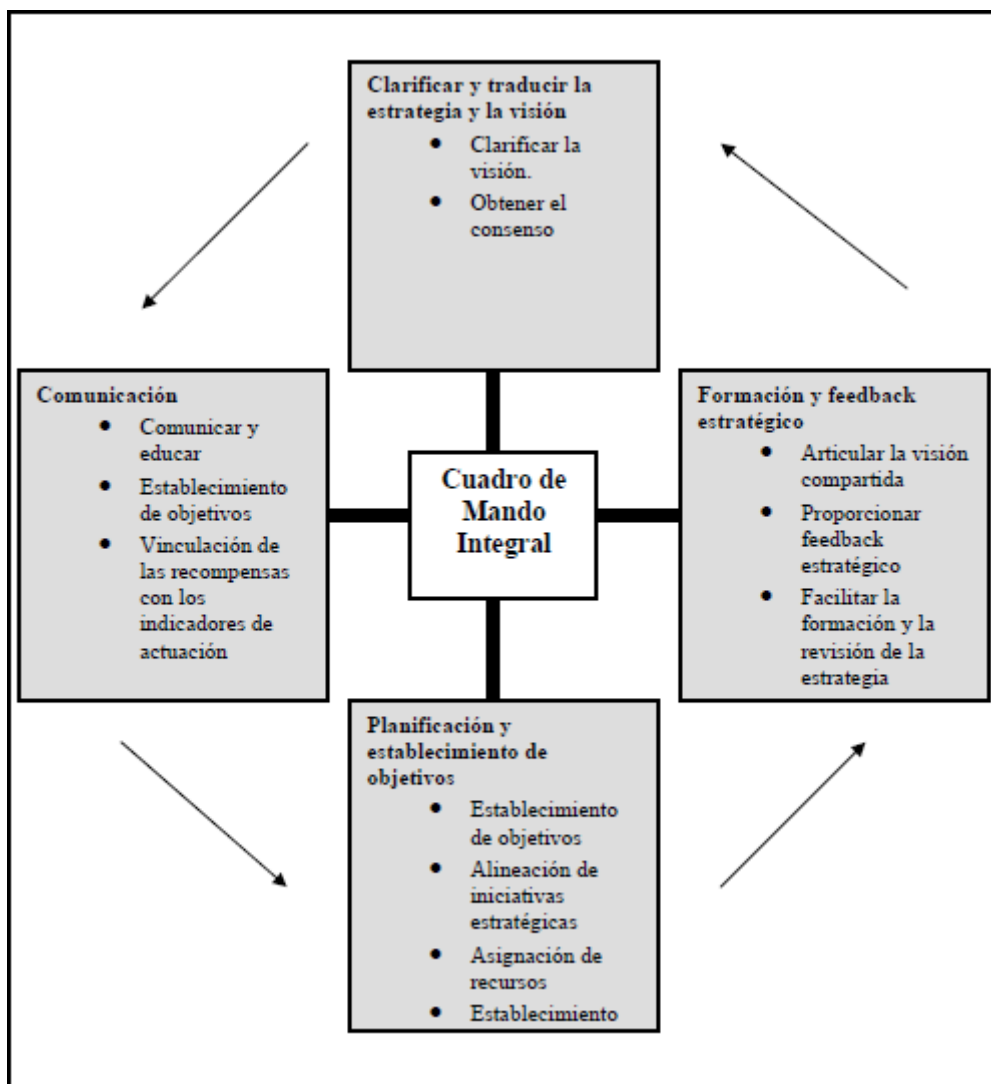 Clarificar y traducir la
estrategia y la visión
• Clarificar la
visión.
• Obtener el
consenso
Comunicación
• Comunicar y
educar
• Establecimiento
de objetivos
• Vinculación de
las recompensas
con los
indicadores de
actuación
Cuadro de
Mando
Integral
Formación y feedback
estratégico
• Articular la visión
compartida
• Proporcionar
feedback
estratégico
• Facilitar la
formación y la
revisión de la
estrategia
Planificación y
establecimiento de
objetivos
• Establecimiento
de objetivos
• Alineación de
iniciativas
estratégicas
• Asignación de
recursos
• Establecimiento